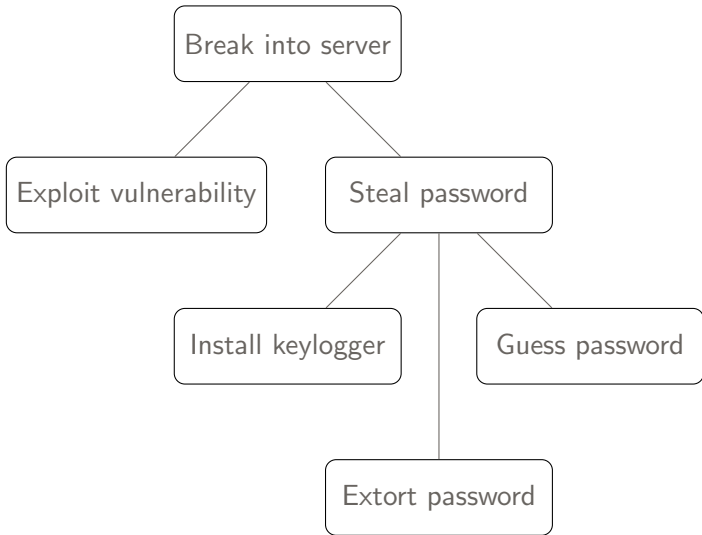 Break into server
Exploit vulnerability
Steal password
Install keylogger
Guess password
Extort password